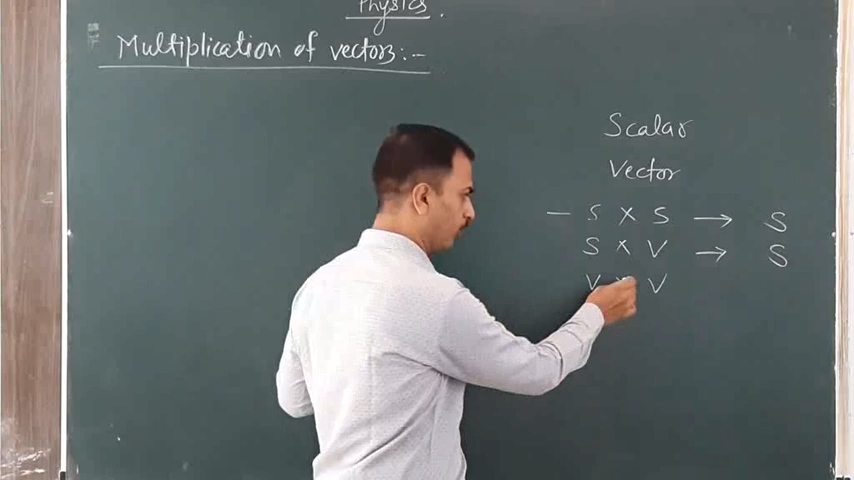 Physics.
Multiplication of vectors:-
Scalar
Vector
- S × S → S
S × V → S
V × V